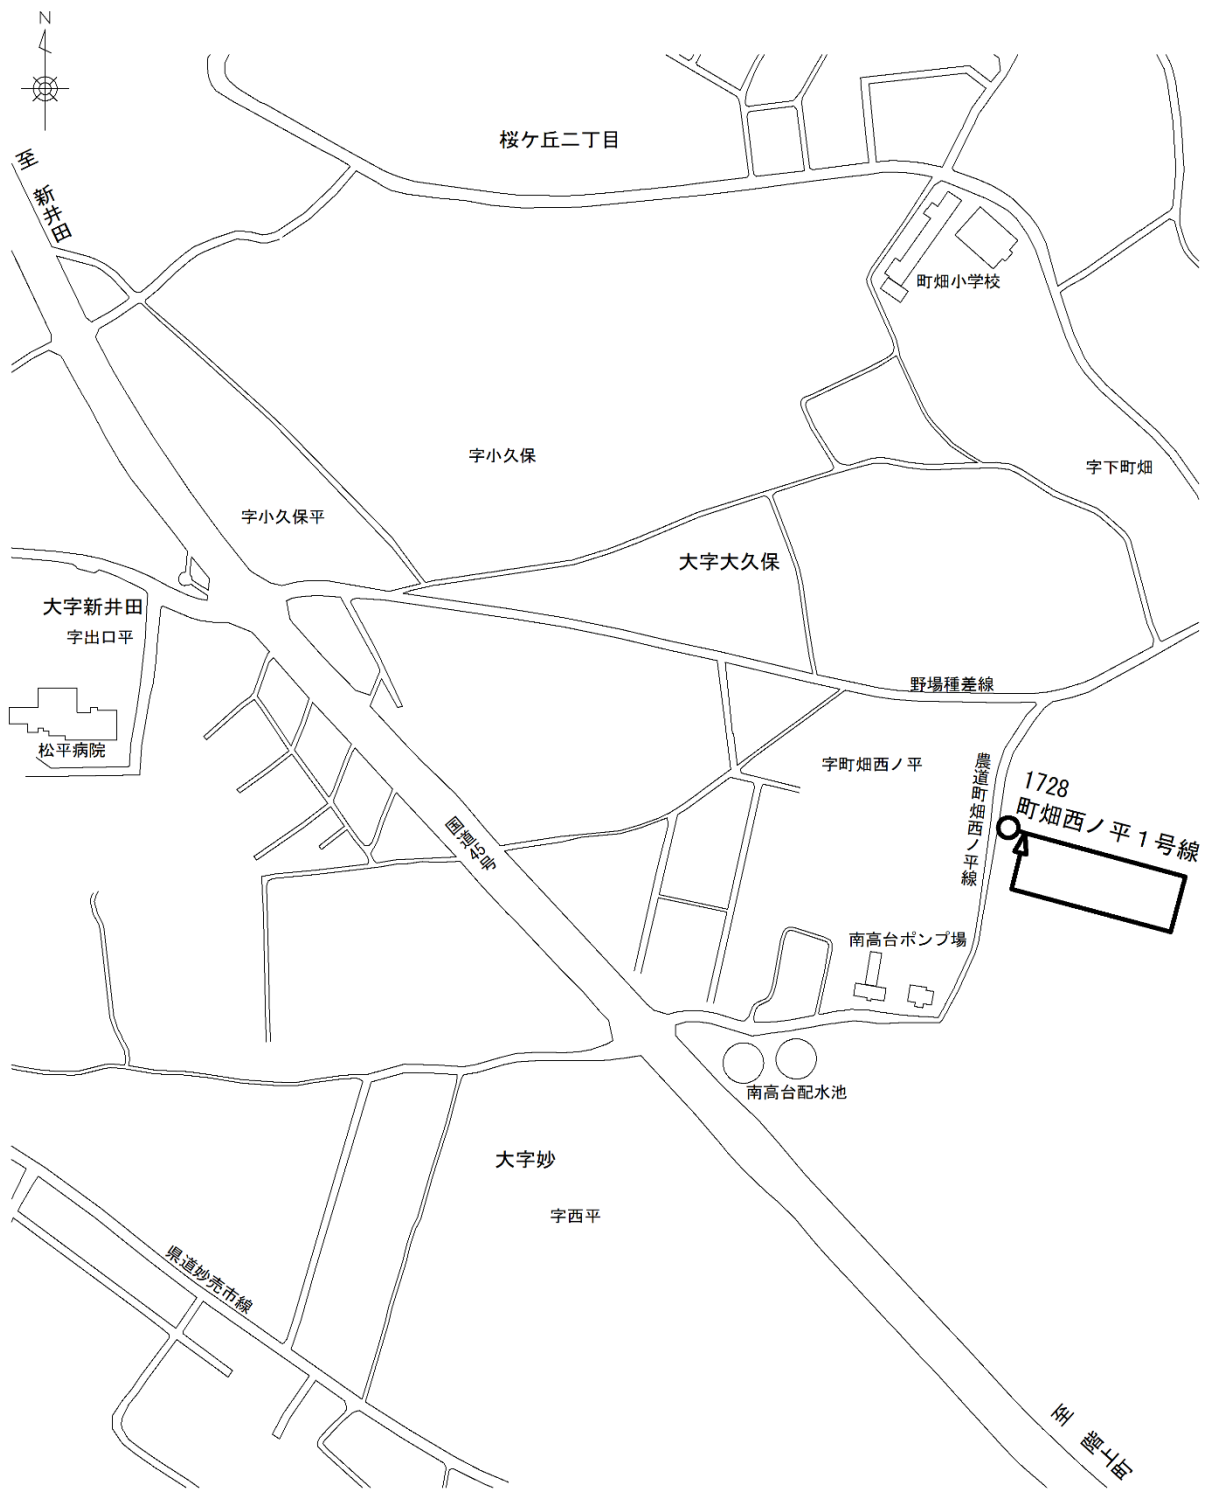 N
桜ケ丘二丁目
至 新井田
町畑小学校
字小久保
字下町畑
字小久保平
大字大久保
大字新井田
字出口平
野場種差線
松平病院
字町畑西ノ平
農道町畑西ノ平線
1728
町畑西ノ平1号線
国道45号
南高台ポンプ場
南高台配水池
大字妙
字西平
県道妙売市線
至 階上町